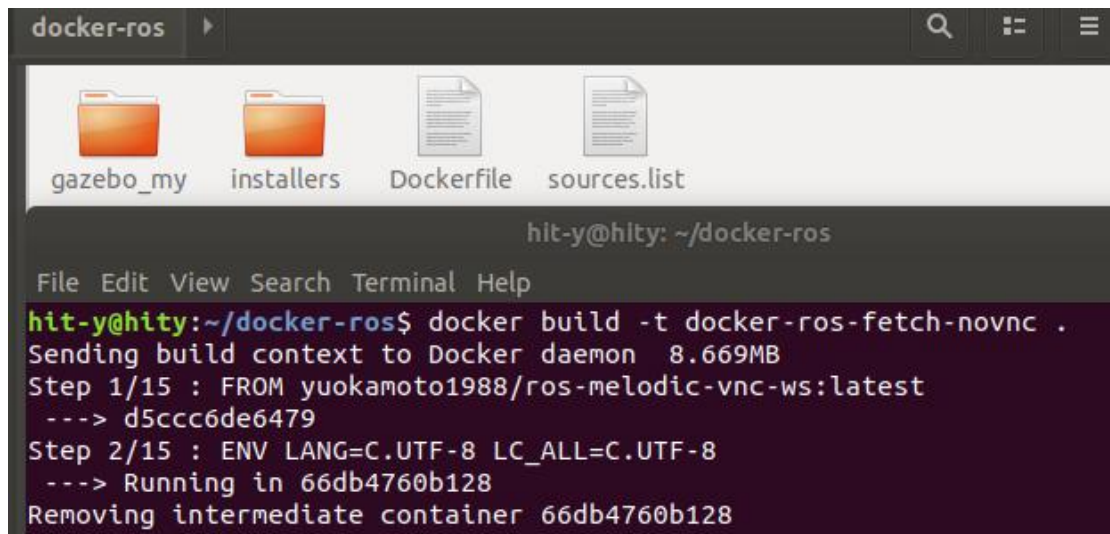 docker-ros
gazebo_my installers Dockerfile sources.list
hit-y@hity: ~/docker-ros
File Edit View Search Terminal Help
hit-y@hity:~/docker-ros$ docker build -t docker-ros-fetch-novnc .
Sending build context to Docker daemon  8.669MB
Step 1/15 : FROM yuokamoto1988/ros-melodic-vnc-ws:latest
 ---> d5ccc6de6479
Step 2/15 : ENV LANG=C.UTF-8 LC_ALL=C.UTF-8
 ---> Running in 66db4760b128
Removing intermediate container 66db4760b128